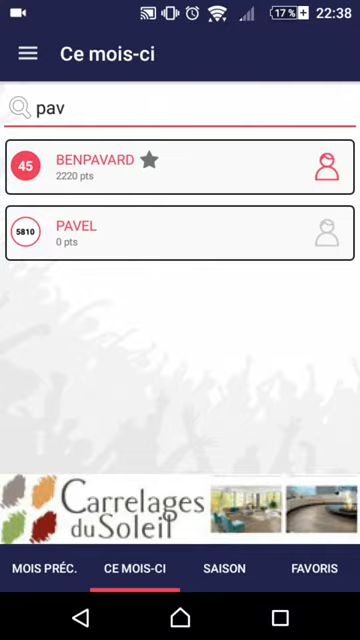 17% 22:38
Ce mois-ci
pav
45 BENPAVARD
2220 pts
5810 PAVEL
0 pts
Carrelages
du Soleil
MOIS PRÉC. CE MOIS-CI SAISON FAVORIS